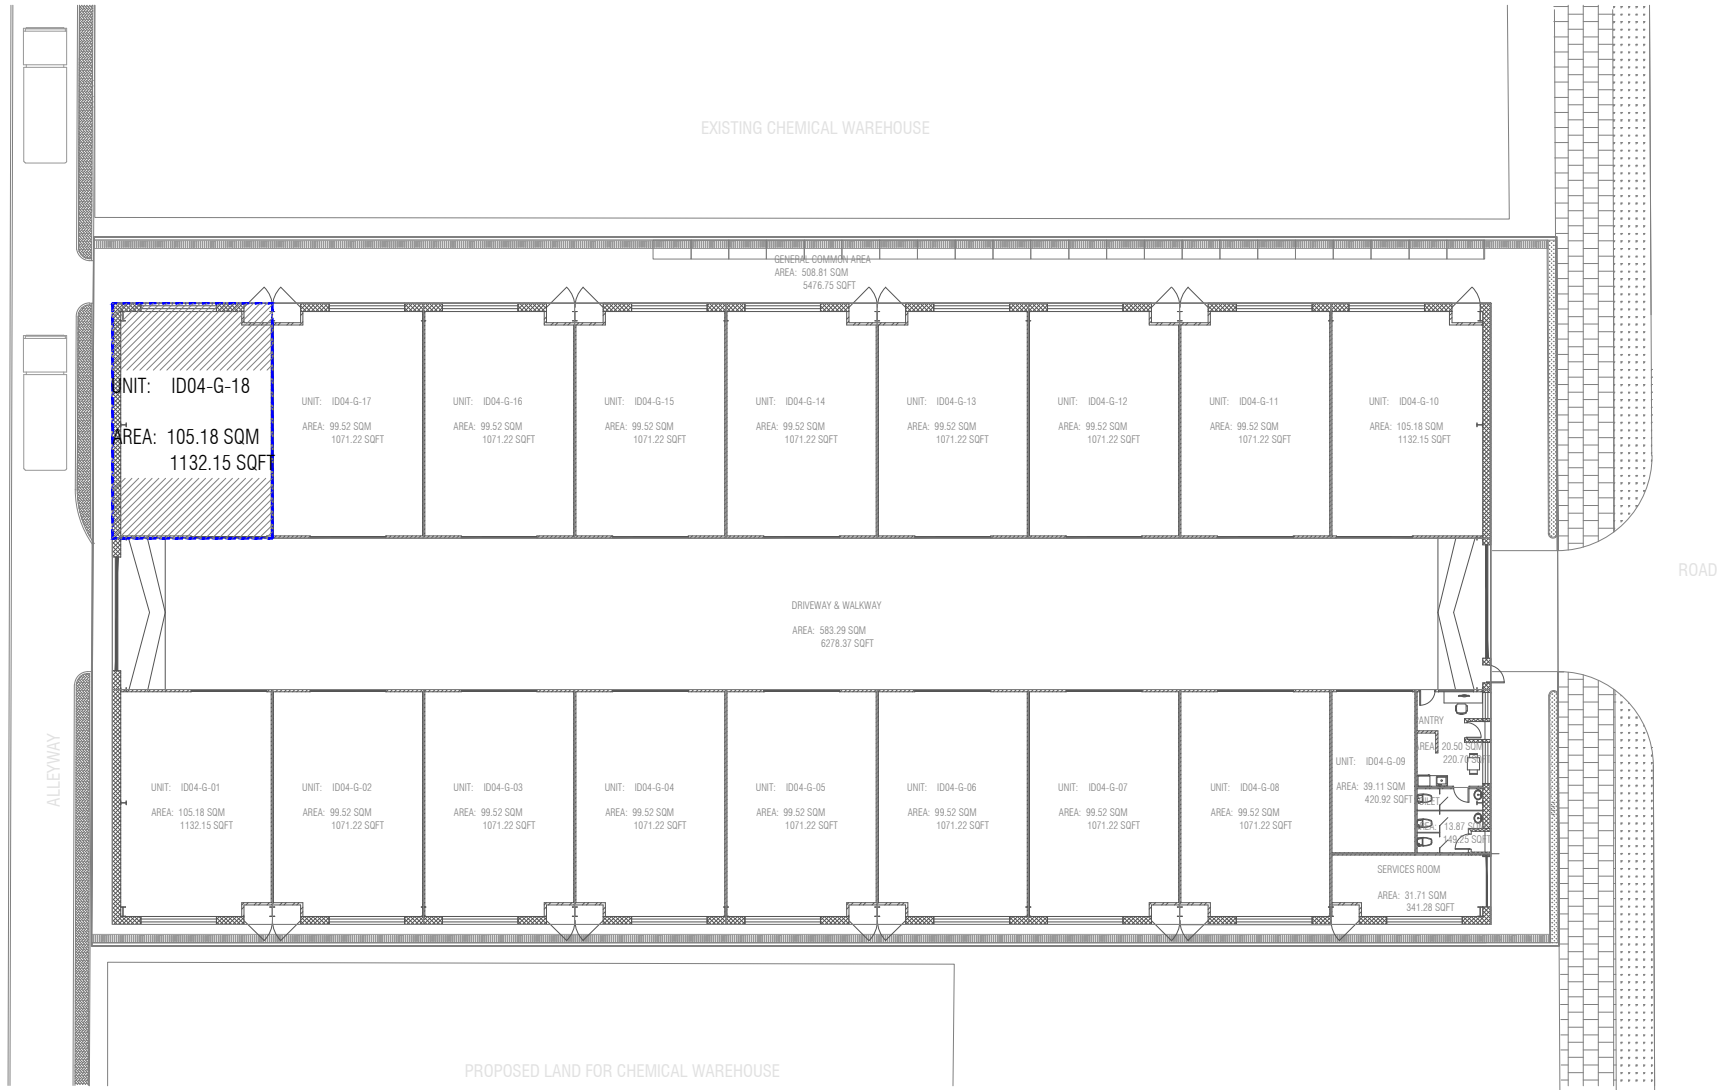 EXISTING CHEMICAL WAREHOUSE
GENERAL COMMON AREA
AREA: 508.81 SQM
5476.75 SQFT
UNIT: ID04-G-18
AREA: 105.18 SQM
1132.15 SQFT
UNIT: ID04-G-17
AREA: 99.52 SQM
1071.22 SQFT
UNIT: ID04-G-16
AREA: 99.52 SQM
1071.22 SQFT
UNIT: ID04-G-15
AREA: 99.52 SQM
1071.22 SQFT
UNIT: ID04-G-14
AREA: 99.52 SQM
1071.22 SQFT
UNIT: ID04-G-13
AREA: 99.52 SQM
1071.22 SQFT
UNIT: ID04-G-12
AREA: 99.52 SQM
1071.22 SQFT
UNIT: ID04-G-11
AREA: 99.52 SQM
1071.22 SQFT
UNIT: ID04-G-10
AREA: 105.18 SQM
1132.15 SQFT
ROAD
DRIVEWAY & WALKWAY
AREA: 583.29 SQM
6278.37 SQFT
ALLEYWAY
UNIT: ID04-G-01
AREA: 105.18 SQM
1132.15 SQFT
UNIT: ID04-G-02
AREA: 99.52 SQM
1071.22 SQFT
UNIT: ID04-G-03
AREA: 99.52 SQM
1071.22 SQFT
UNIT: ID04-G-04
AREA: 99.52 SQM
1071.22 SQFT
UNIT: ID04-G-05
AREA: 99.52 SQM
1071.22 SQFT
UNIT: ID04-G-06
AREA: 99.52 SQM
1071.22 SQFT
UNIT: ID04-G-07
AREA: 99.52 SQM
1071.22 SQFT
UNIT: ID04-G-08
AREA: 99.52 SQM
1071.22 SQFT
UNIT: ID04-G-09
AREA: 39.11 SQM
420.92 SQFT
PANTRY
AREA: 20.50 SQM
220.70 SQFT
TOILET
AREA: 13.87 SQM
149.25 SQFT
SERVICES ROOM
AREA: 31.71 SQM
341.28 SQFT
PROPOSED LAND FOR CHEMICAL WAREHOUSE